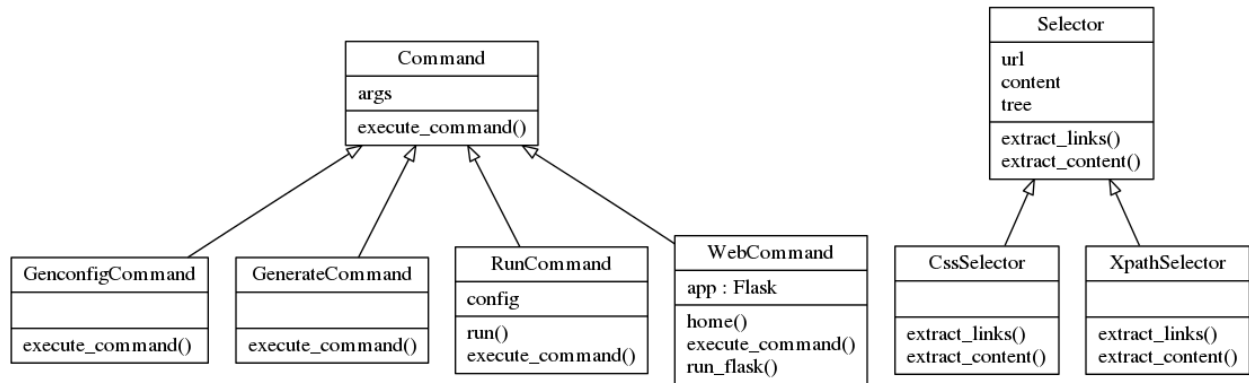 Command
args
execute_command()
Selector
url
content
tree
extract_links()
extract_content()
GenconfigCommand
execute_command()
GenerateCommand
execute_command()
RunCommand
config
run()
execute_command()
WebCommand
app : Flask
home()
execute_command()
run_flask()
CssSelector
extract_links()
extract_content()
XpathSelector
extract_links()
extract_content()